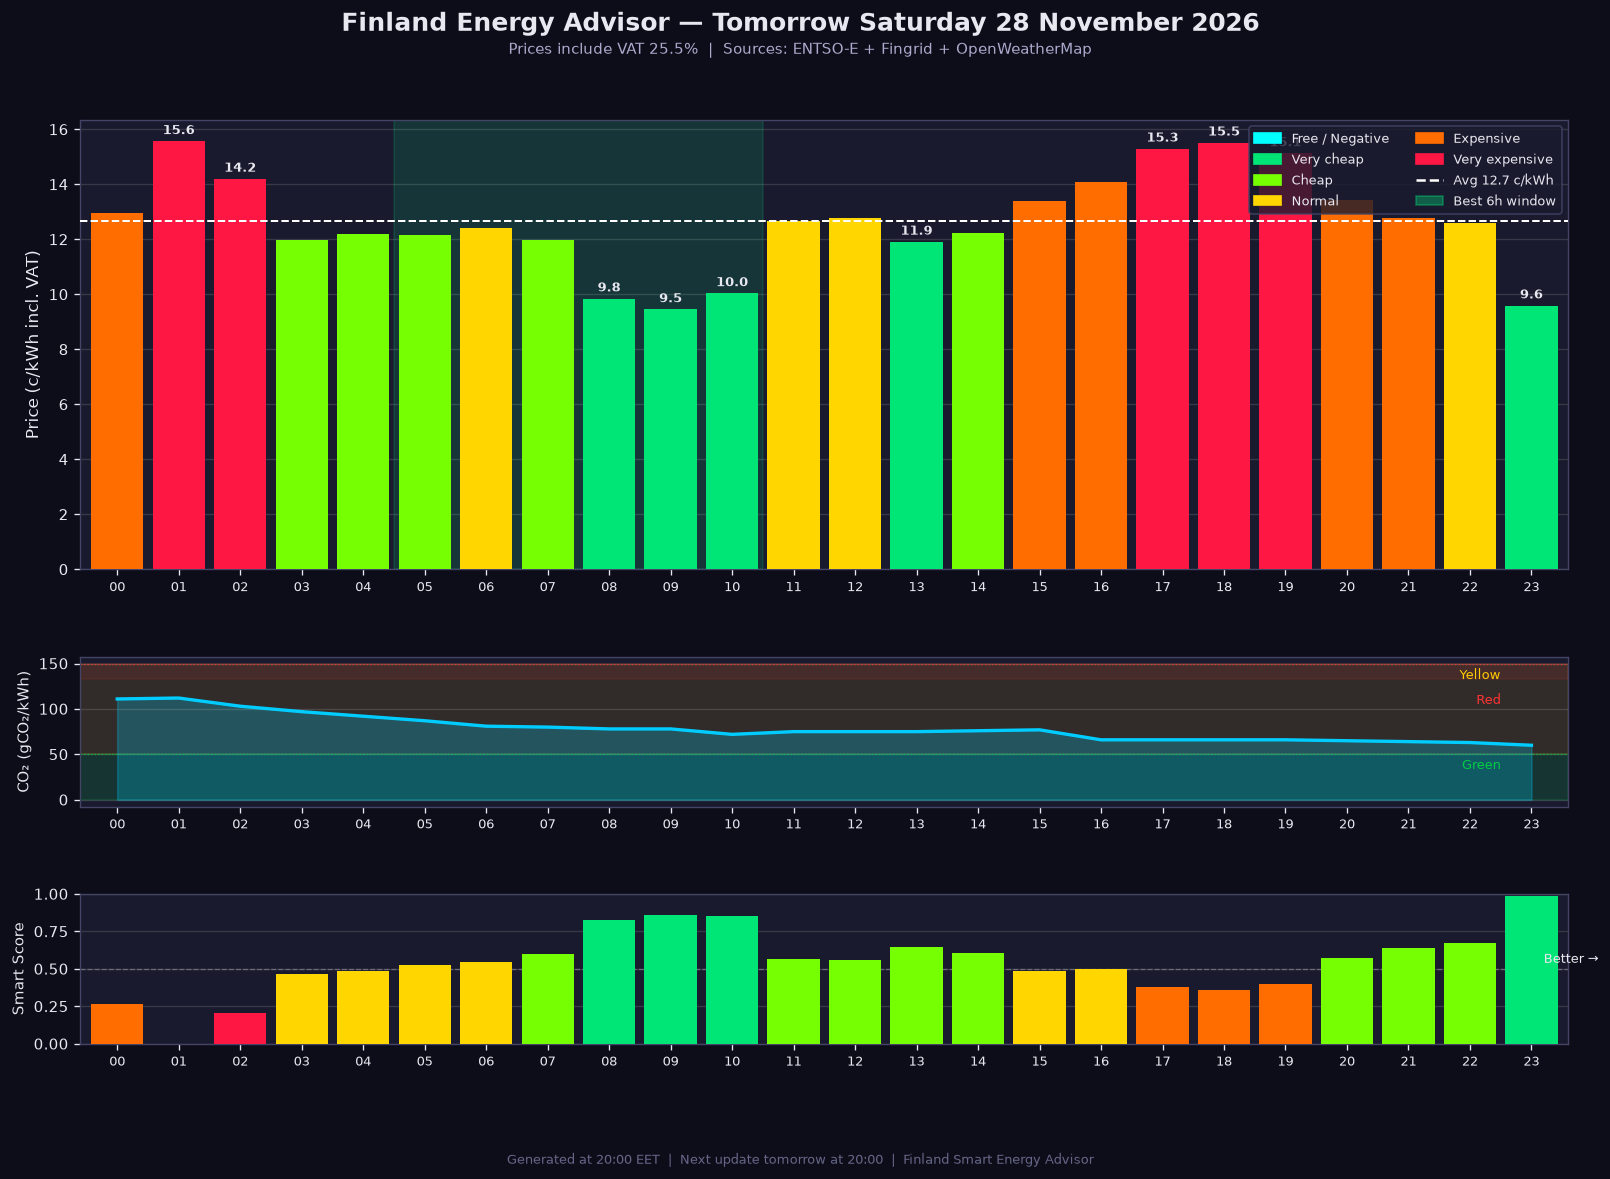 Finland Energy Advisor — Tomorrow Saturday 28 November 2026
Prices include VAT 25.5% | Sources: ENTSO-E + Fingrid + OpenWeatherMap
Price (c/kWh incl. VAT)
16
14
12
10
8
6
4
2
0
15.6
14.2
9.8
9.5
10.0
11.9
15.3
15.5
15.1
9.6
Free / Negative
Very cheap
Cheap
Normal
Expensive
Very expensive
Avg 12.7 c/kWh
Best 6h window
00 01 02 03 04 05 06 07 08 09 10 11 12 13 14 15 16 17 18 19 20 21 22 23
CO₂ (gCO₂/kWh)
150
100
50
0
Yellow
Red
Green
00 01 02 03 04 05 06 07 08 09 10 11 12 13 14 15 16 17 18 19 20 21 22 23
Smart Score
1.00
0.75
0.50
0.25
0.00
Better →
00 01 02 03 04 05 06 07 08 09 10 11 12 13 14 15 16 17 18 19 20 21 22 23
Generated at 20:00 EET | Next update tomorrow at 20:00 | Finland Smart Energy Advisor